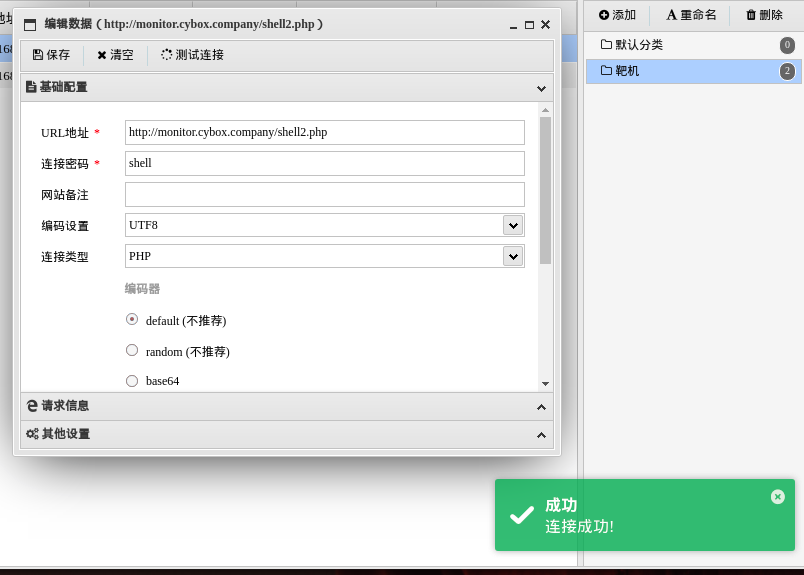 编辑数据 ( http://monitor.cybox.company/shell2.php )
添加 重命名 删除
保存 清空 测试连接
默认分类 0
靶机 2
基础配置
URL地址 * http://monitor.cybox.company/shell2.php
连接密码 * shell
网站备注
编码设置 UTF8
连接类型 PHP
编码器
default (不推荐)
random (不推荐)
base64
请求信息
其他设置
成功
连接成功!